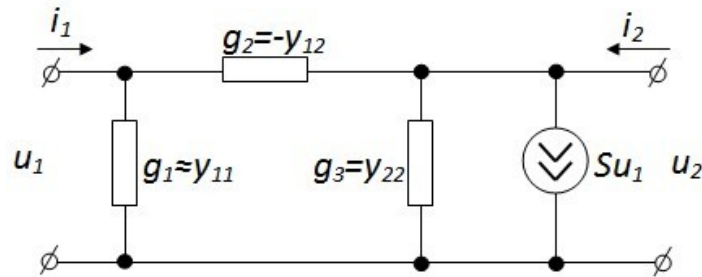 i₁
i₂
g₂=-y₁₂
u₁
g₁≈y₁₁
g₃=y₂₂
Su₁
u₂